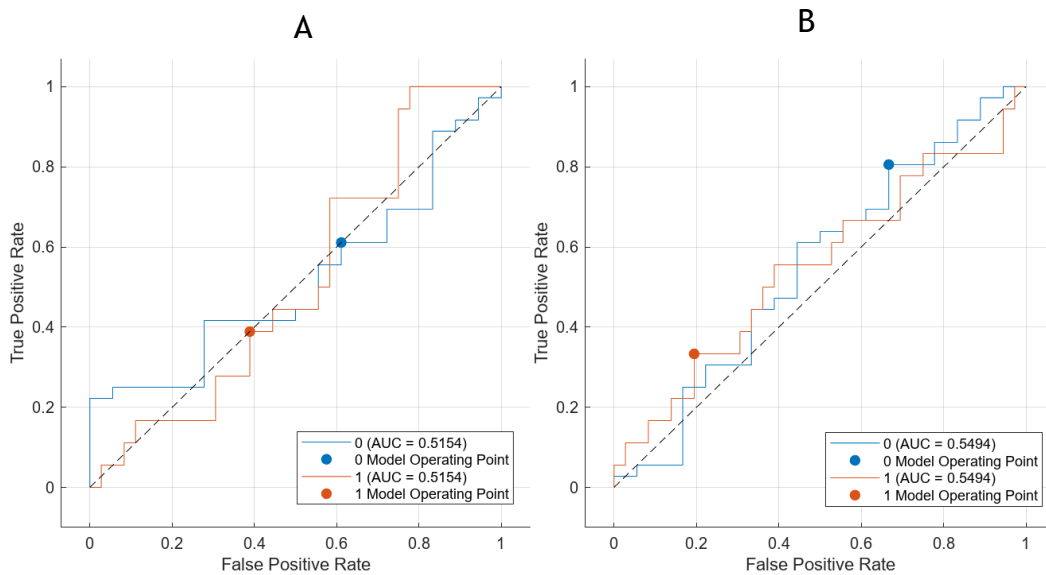 A
1
0.8
0.6
0.4
0.2
0
True Positive Rate
0 (AUC = 0.5154)
0 Model Operating Point
1 (AUC = 0.5154)
1 Model Operating Point
0
0.2
0.4
0.6
0.8
1
False Positive Rate
B
1
0.8
0.6
0.4
0.2
0
True Positive Rate
0 (AUC = 0.5494)
0 Model Operating Point
1 (AUC = 0.5494)
1 Model Operating Point
0
0.2
0.4
0.6
0.8
1
False Positive Rate